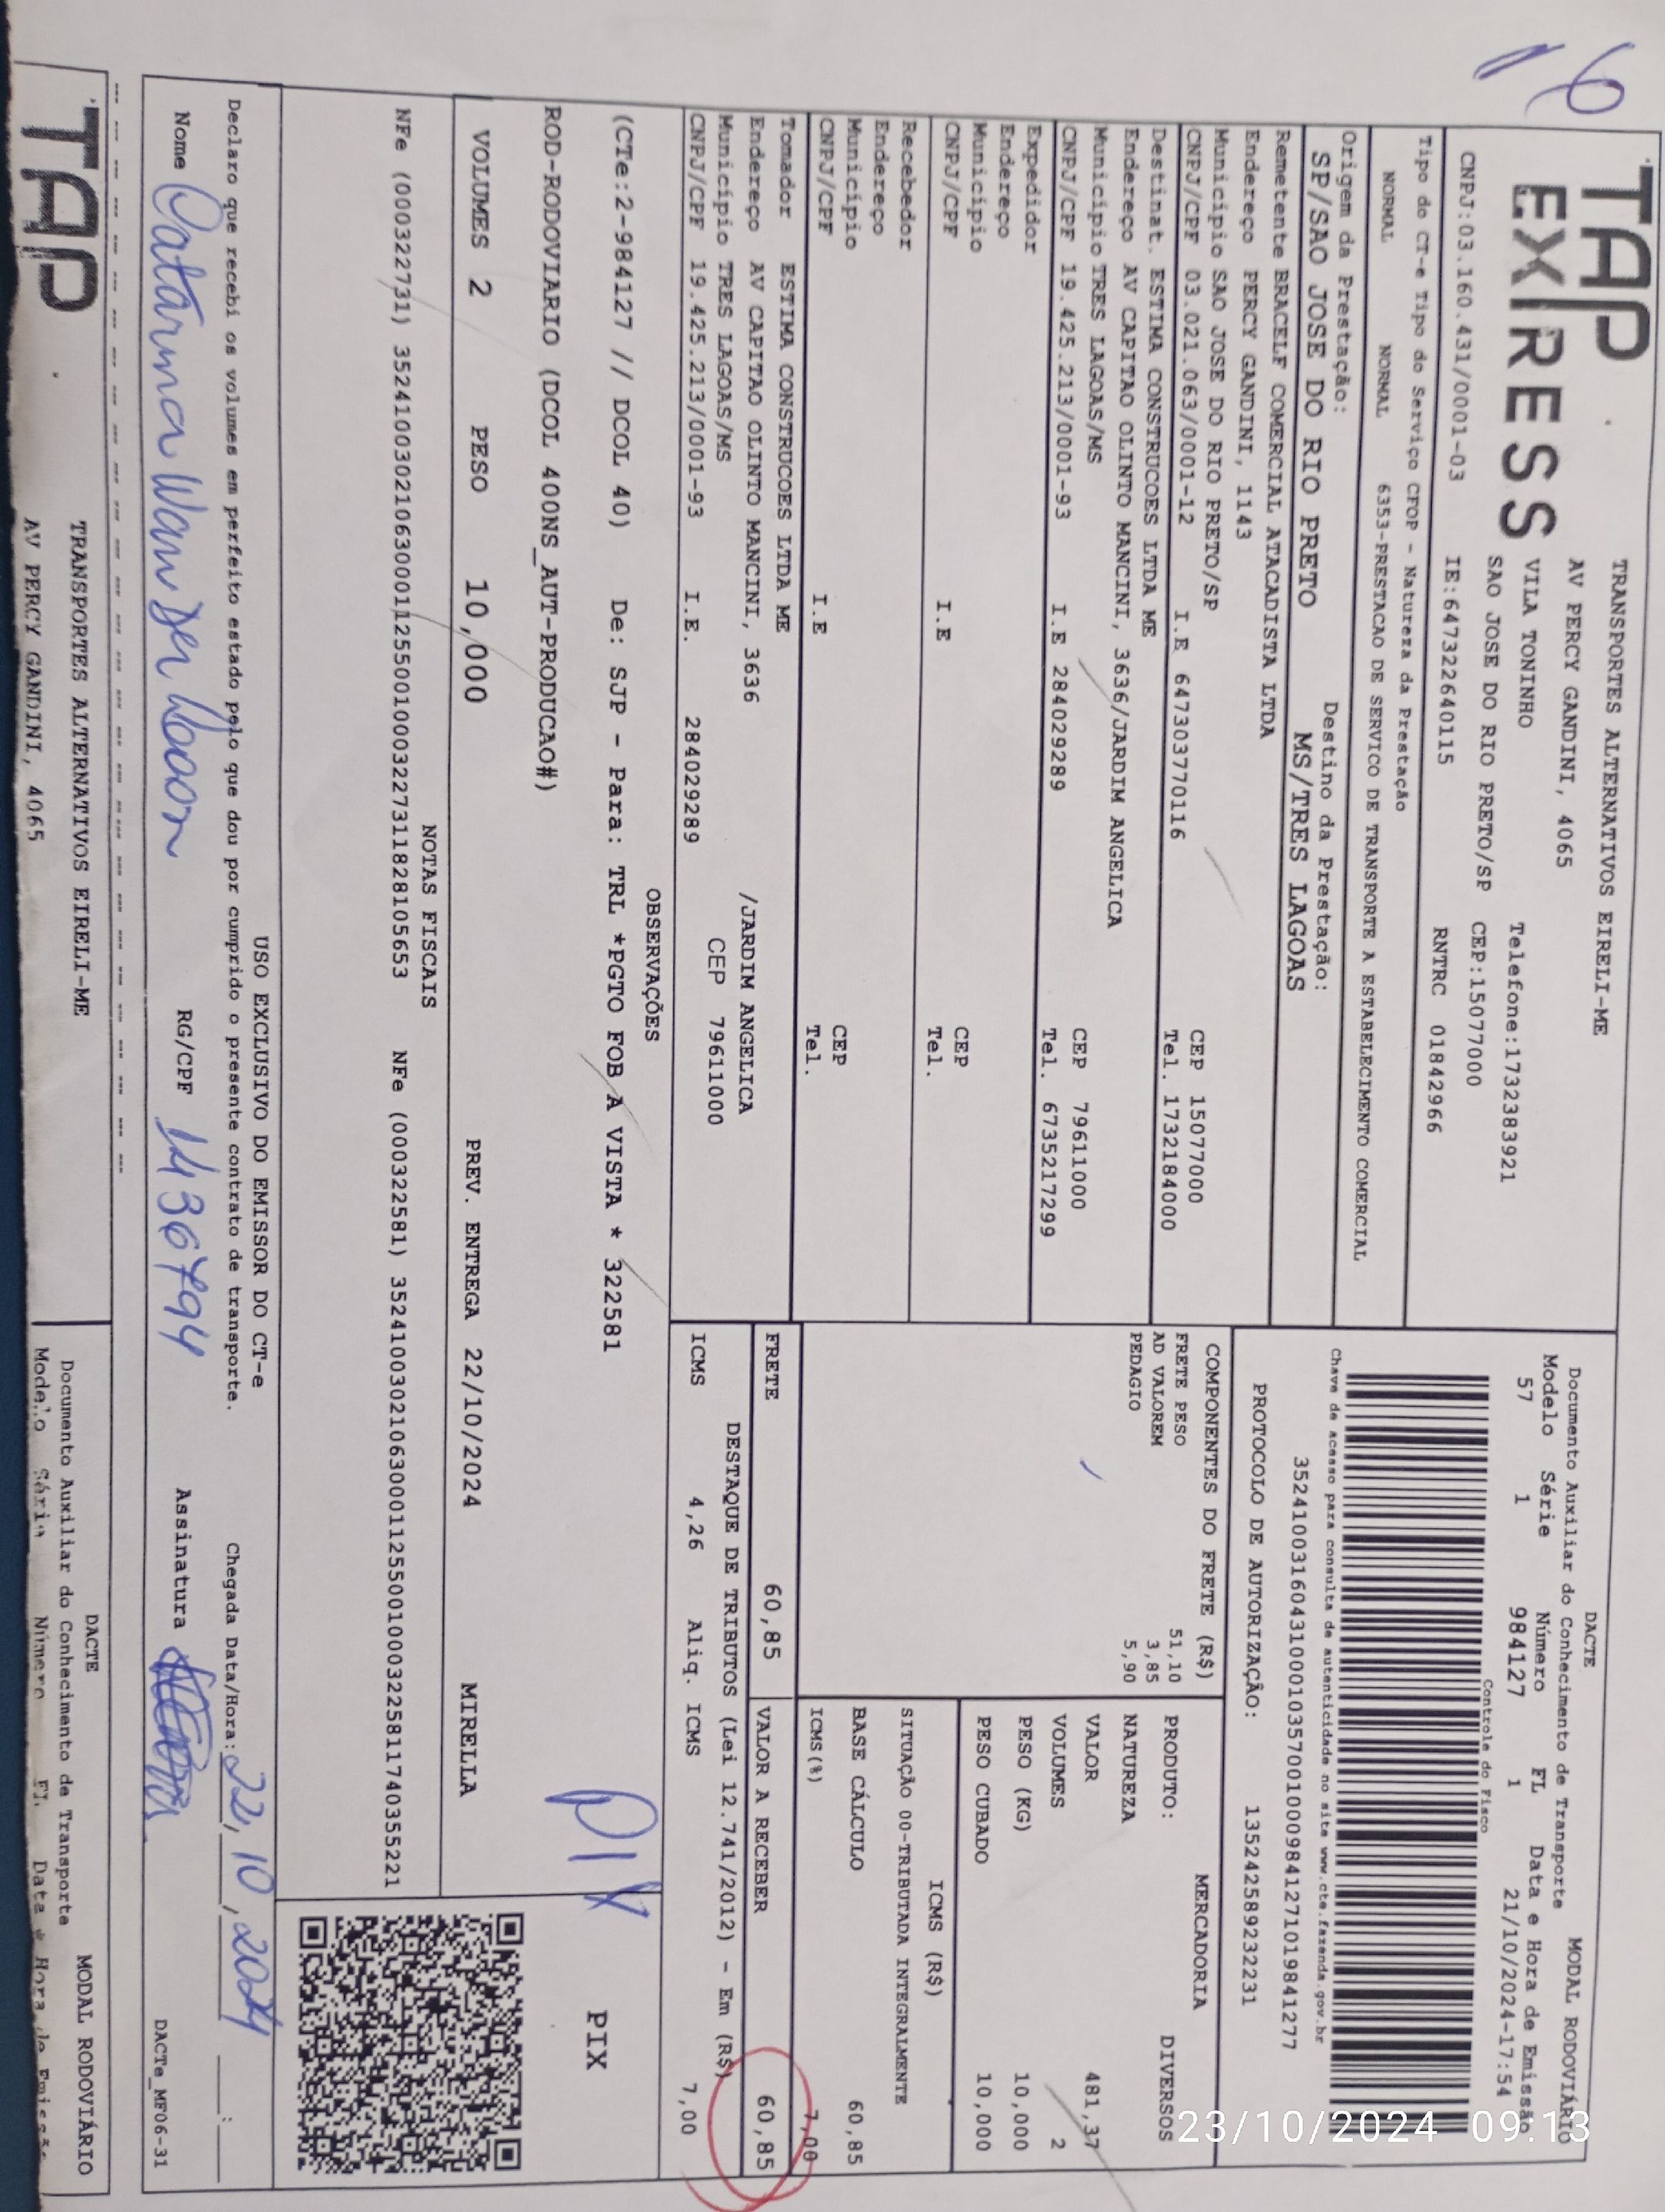 TAP
EXPRESS
TRANSPORTES ALTERNATIVOS EIRELI-ME
AV PERCY GANDINI, 4065
VILA TONINHO
SAO JOSE DO RIO PRETO/SP
Telefone:1732383921
CEP:15077000
CNPJ:03.160.431/0001-03 IE:647322640115 RNTRC 01842966
Tipo do CT-e Tipo do Serviço CFOP - Natureza da Prestação
NORMAL NORMAL 6353-PRESTACAO DE SERVICO DE TRANSPORTE A ESTABELECIMENTO COMERCIAL
Origem da Prestação: Destino da Prestação:
SP/SAO JOSE DO RIO PRETO MS/TRES LAGOAS
DACTE MODAL RODOVIÁRIO
Documento Auxiliar do Conhecimento de Transporte
Modelo Série Número FL Data e Hora de Emissão
57 1 984127 1 21/10/2024-17:54
Controle do Fisco
Chave de acesso para consulta de autenticidade no site www.cte.fazenda.gov.br
35241003160431000103570010009841271019841277
PROTOCOLO DE AUTORIZAÇÃO: 135242589232231
Remetente BRACELF COMERCIAL ATACADISTA LTDA
Endereço PERCY GANDINI, 1143
Municipio SAO JOSE DO RIO PRETO/SP CEP 15077000
CNPJ/CPF 03.021.063/0001-12 I.E 647303770116 Tel. 1732184000
Destinat. ESTIMA CONSTRUCOES LTDA ME
Endereço AV CAPITAO OLINTO MANCINI, 3636/JARDIM ANGELICA
Município TRES LAGOAS/MS CEP 79611000
CNPJ/CPF 19.425.213/0001-93 I.E 284029289 Tel. 6735217299
Expedidor
Endereço
Município CEP
CNPJ/CPF I.E Tel.
Recebedor
Endereço
Município CEP
CNPJ/CPF I.E Tel.
Tomador ESTIMA CONSTRUCOES LTDA ME
Endereço AV CAPITAO OLINTO MANCINI, 3636 /JARDIM ANGELICA
Município TRES LAGOAS/MS CEP 79611000
CNPJ/CPF 19.425.213/0001-93 I.E. 284029289
COMPONENTES DO FRETE (R$)
FRETE PESO 51,10
AD VALOREM 3,85
PEDAGIO 5,90
MERCADORIA
PRODUTO: DIVERSOS
NATUREZA
VALOR 481,37
VOLUMES 2
PESO (KG) 10,000
PESO CUBADO 10,000
ICMS (R$)
SITUAÇÃO 00-TRIBUTADA INTEGRALMENTE
BASE CÁLCULO 60,85
ICMS(%) 7,00
FRETE 60,85 VALOR A RECEBER 60,85
DESTAQUE DE TRIBUTOS (Lei 12.741/2012) - Em (R$)
ICMS 4,26 Aliq. ICMS 7,00
OBSERVAÇÕES
(CTe:2-984127 // DCOL 40) De: SJP - Para: TRL *PGTO FOB A VISTA * 322581
ROD-RODOVIARIO (DCOL 400NS_AUT-PRODUCAO#)
PIX
PIX
VOLUMES 2 PESO 10,000 PREV. ENTREGA 22/10/2024 MIRELLA
NOTAS FISCAIS
NFe (000322731) 35241003021063000112550010003227311828105653 NFe (000322581) 35241003021063000112550010003225811740355221
USO EXCLUSIVO DO EMISSOR DO CT-e
Declaro que recebi os volumes em perfeito estado pelo que dou por cumprido o presente contrato de transporte. Chegada Data/Hora: 22, 10, 2024 :
Nome Catarina Wan Der Loom RG/CPF 1436794 Assinatura
DACTe_MF06-31
TAP
TRANSPORTES ALTERNATIVOS EIRELI-ME
AV PERCY GANDINI, 4065
DACTE MODAL RODOVIÁRIO
Documento Auxiliar do Conhecimento de Transporte
Modelo Série Número FL Data e Hora de Emissão
23/10/2024 09:13